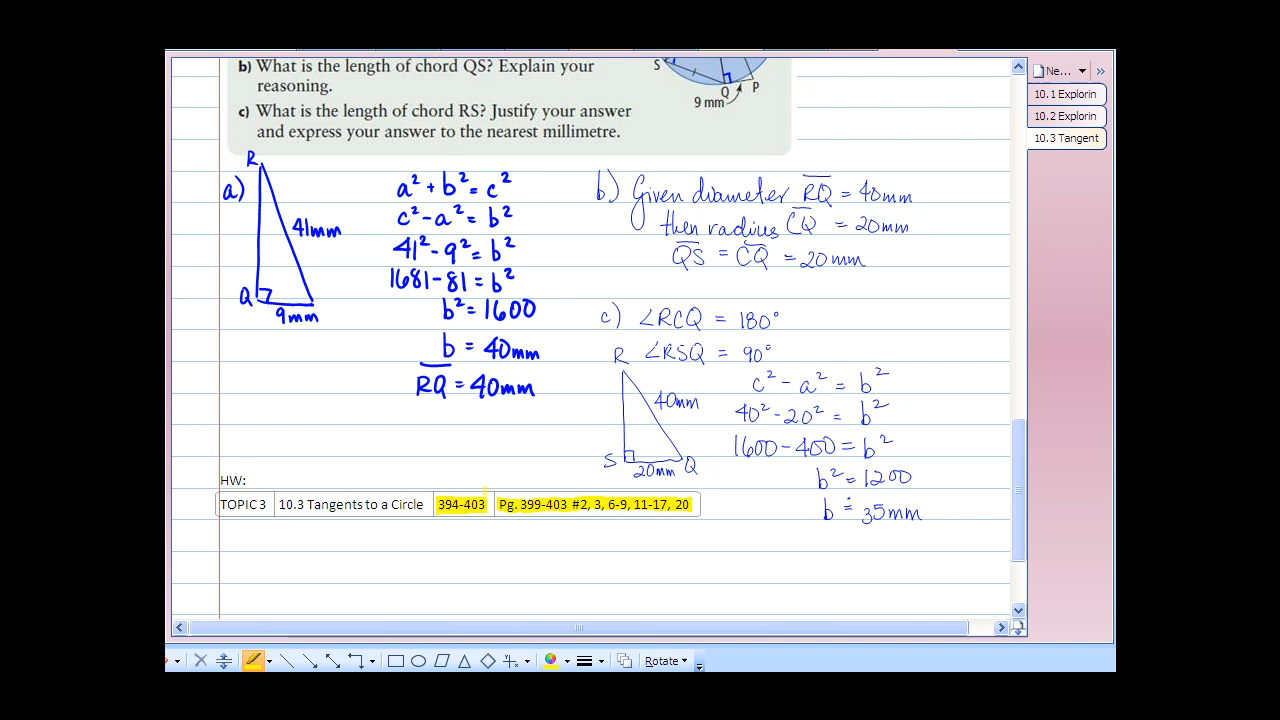 b) What is the length of chord QS? Explain your
reasoning.
c) What is the length of chord RS? Justify your answer
and express your answer to the nearest millimetre.
S
Q
P
9 mm
Ne...
10.1 Explorin
10.2 Explorin
10.3 Tangent
a)
R
41mm
Q
9mm
a² + b² = c²
c² - a² = b²
41² - 9² = b²
1681 - 81 = b²
b² = 1600
b = 40mm
RQ = 40mm
b) Given diameter RQ = 40mm
then radius CQ = 20mm
QS = CQ = 20mm
c) ∠RCQ = 180°
∠RSQ = 90°
R
40mm
S
20mm
Q
c² - a² = b²
40² - 20² = b²
1600 - 400 = b²
b² = 1200
b ≐ 35mm
HW:
TOPIC 3 10.3 Tangents to a Circle 394-403 Pg. 399-403 #2, 3, 6-9, 11-17, 20
Rotate